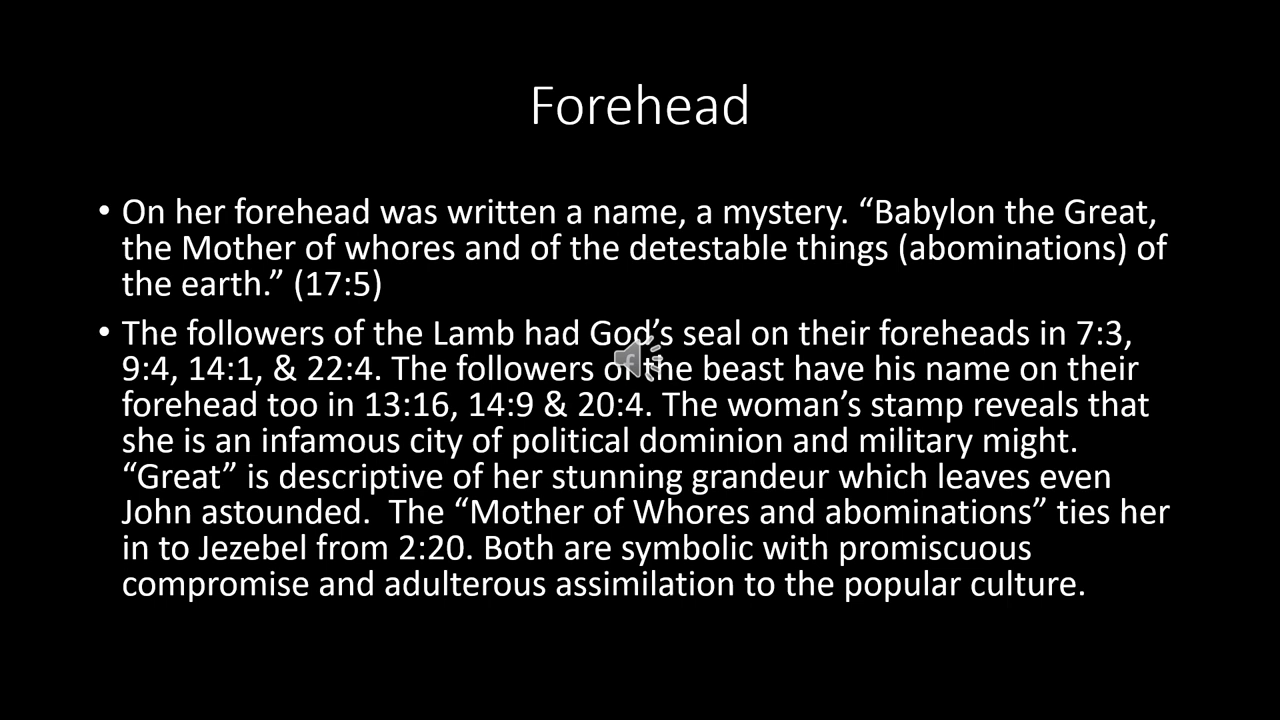 Forehead
• On her forehead was written a name, a mystery. “Babylon the Great,
the Mother of whores and of the detestable things (abominations) of
the earth.” (17:5)
• The followers of the Lamb had God’s seal on their foreheads in 7:3,
9:4, 14:1, & 22:4. The followers of the beast have his name on their
forehead too in 13:16, 14:9 & 20:4. The woman’s stamp reveals that
she is an infamous city of political dominion and military might.
“Great” is descriptive of her stunning grandeur which leaves even
John astounded.  The “Mother of Whores and abominations” ties her
in to Jezebel from 2:20. Both are symbolic with promiscuous
compromise and adulterous assimilation to the popular culture.